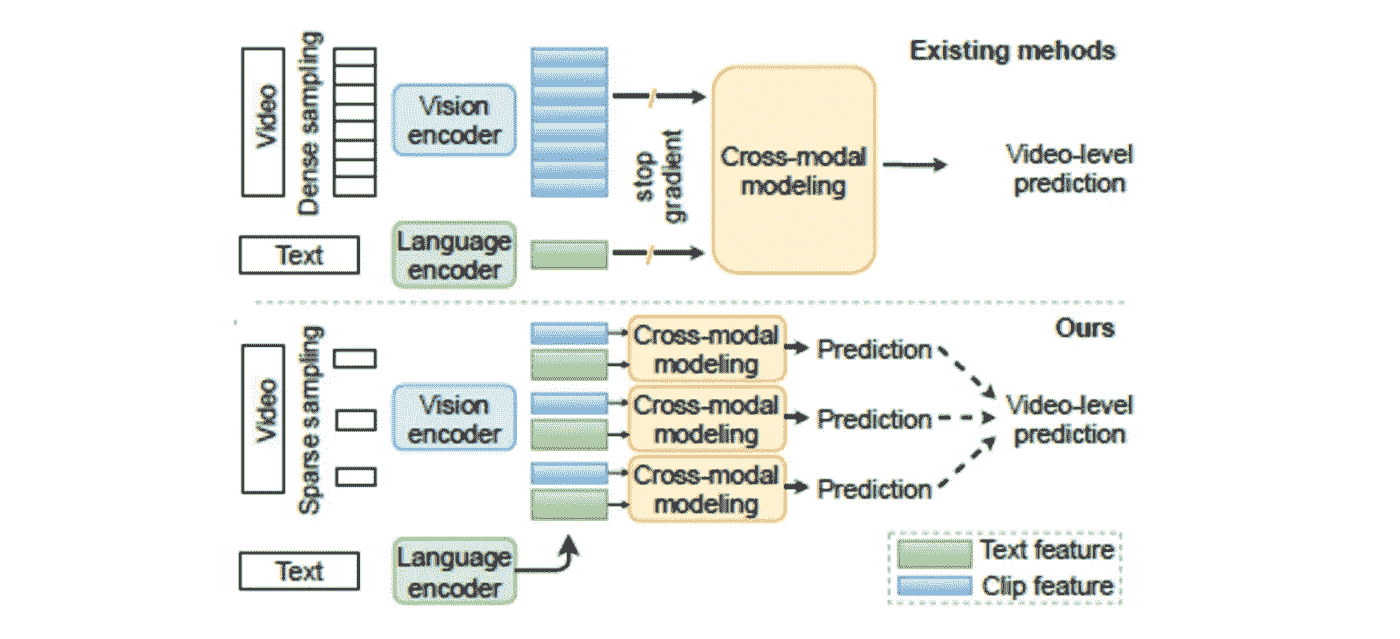 Existing mehods
Video
Dense sampling
Vision
encoder
stop
gradient
Cross-modal
modeling
Video-level
prediction
Text
Language
encoder
Ours
Video
Sparse sampling
Vision
encoder
Cross-modal
modeling
Prediction
Cross-modal
modeling
Prediction
Cross-modal
modeling
Prediction
Video-level
prediction
Text
Language
encoder
Text feature
Clip feature